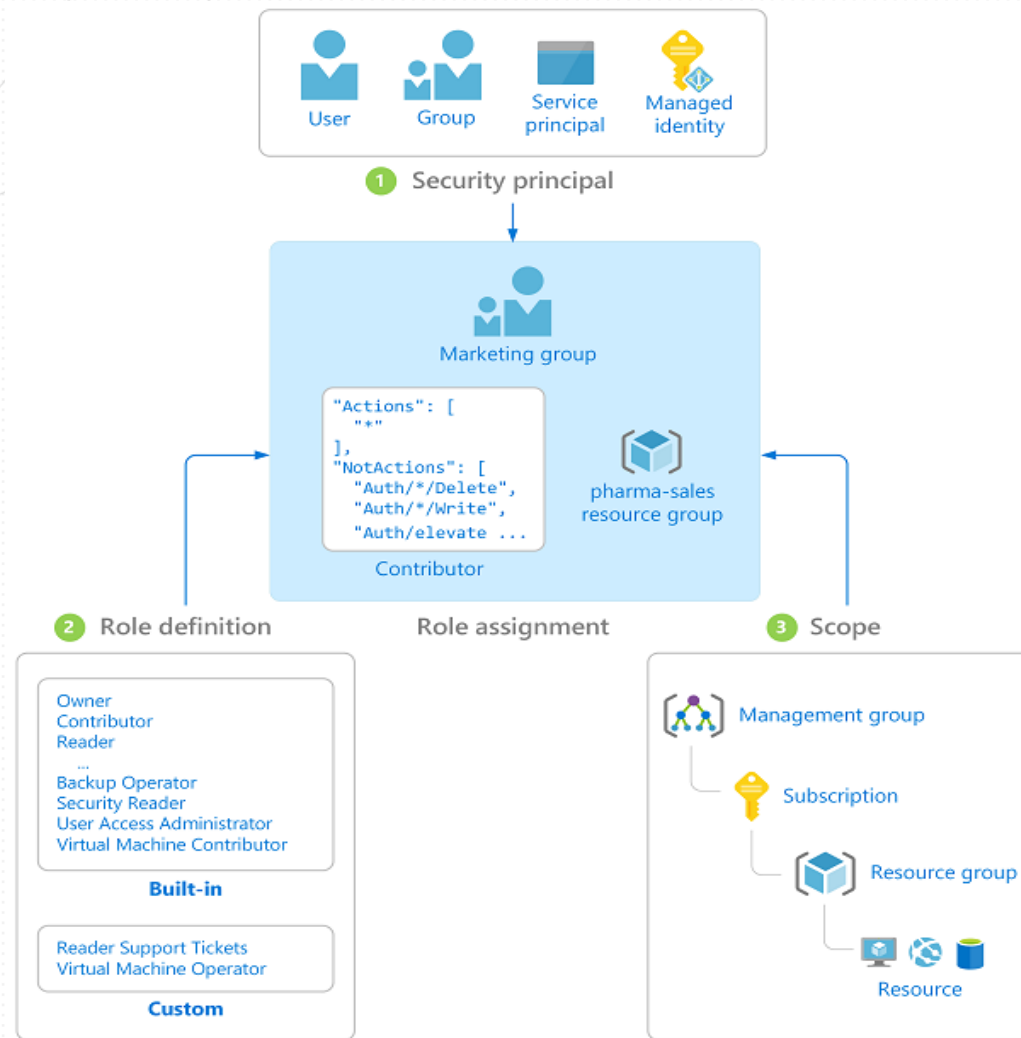 User
Group
Service
principal
Managed
identity
1 Security principal
Marketing group
"Actions": [
"*"
],
"NotActions": [
"Auth/*/Delete",
"Auth/*/Write",
"Auth/elevate ...
Contributor
pharma-sales
resource group
2 Role definition
Role assignment
3 Scope
Owner
Contributor
Reader
...
Backup Operator
Security Reader
User Access Administrator
Virtual Machine Contributor
Built-in
Reader Support Tickets
Virtual Machine Operator
Custom
Management group
Subscription
Resource group
Resource